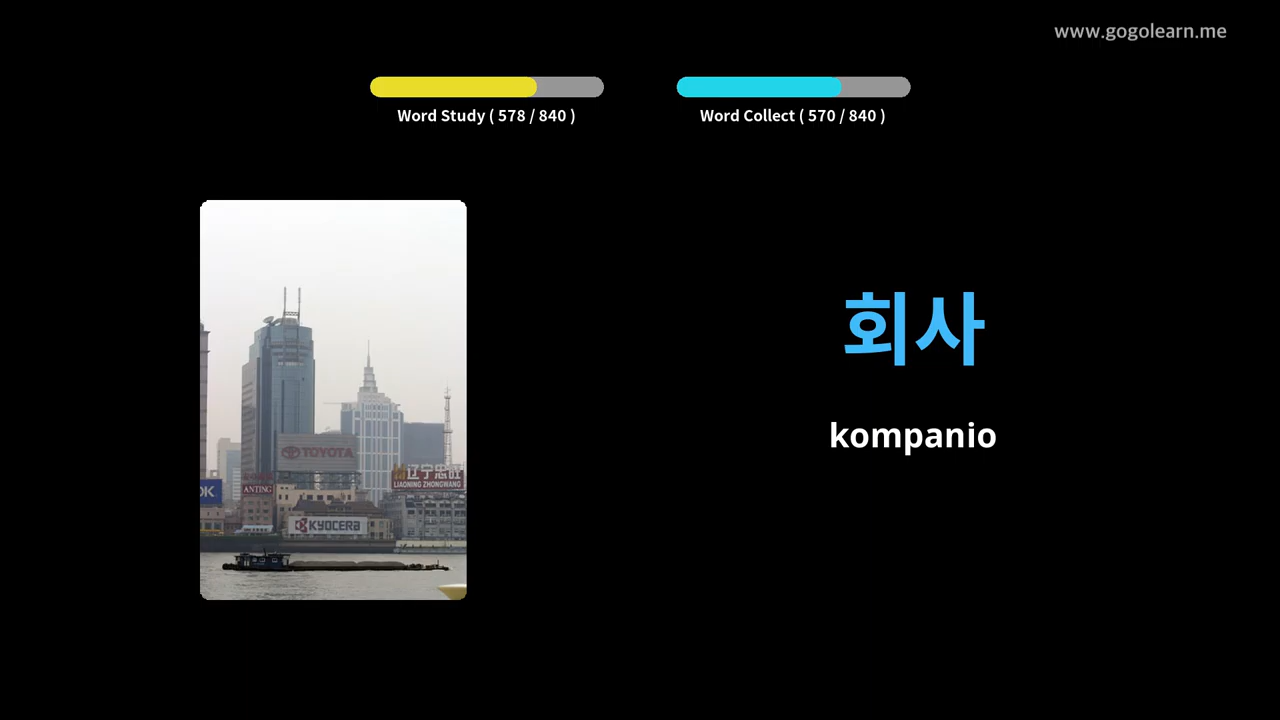 www.gogolearn.me
Word Study ( 578 / 840 )
Word Collect ( 570 / 840 )
회사
kompanio
TOYOTA
辽宁忠旺
LIAONING ZHONGWANG
OK
ANTING
KYOCERA